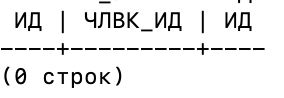 ИД | ЧЛВК_ИД | ИД
----+---------+----
(0 строк)